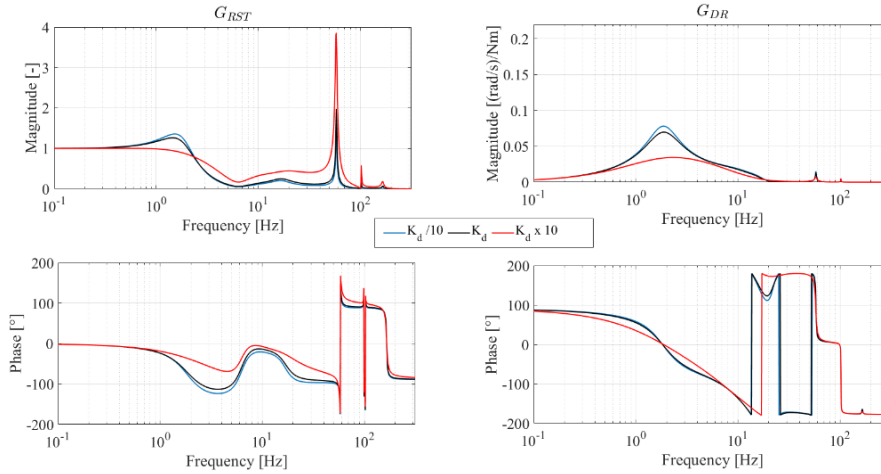 G_RST
G_DR
Magnitude [-]
4
3
2
1
0
10^-1
10^0
10^1
10^2
Frequency [Hz]
Magnitude [(rad/s)/Nm]
0.2
0.15
0.1
0.05
0
10^-1
10^0
10^1
10^2
Frequency [Hz]
K_d /10
K_d
K_d x 10
Phase [°]
200
100
0
-100
-200
10^-1
10^0
10^1
10^2
Frequency [Hz]
Phase [°]
200
100
0
-100
-200
10^-1
10^0
10^1
10^2
Frequency [Hz]